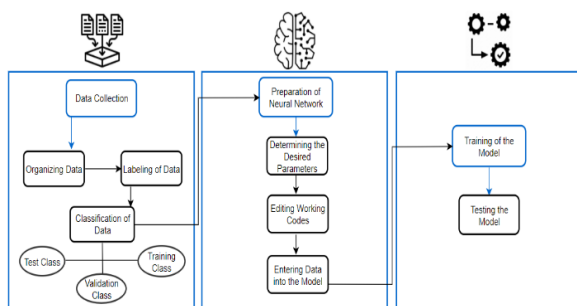 Data Collection
Organizing Data
Labeling of Data
Classification of
Data
Test Class
Training
Class
Validation
Class
Preparation of
Neural Network
Determining the
Desired
Parameters
Editing Working
Codes
Entering Data
into the Model
Training of the
Model
Testing the
Model